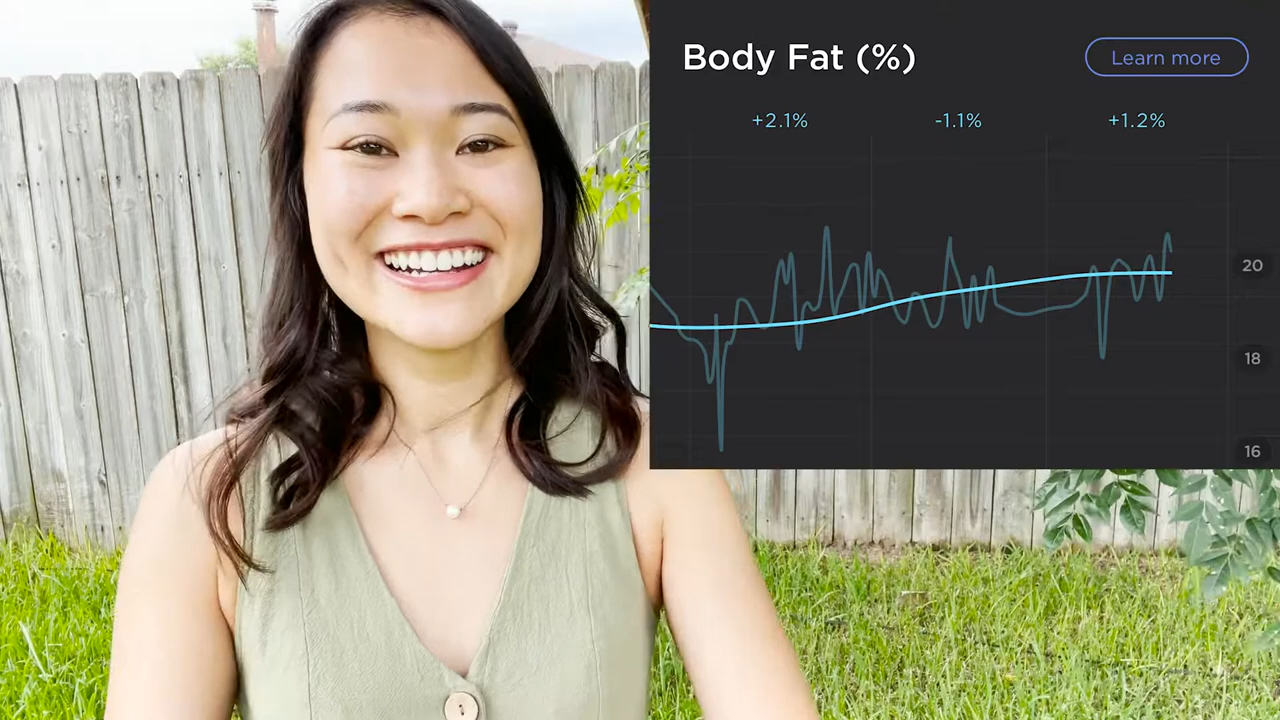 Body Fat (%)
Learn more
+2.1% -1.1% +1.2%
20
18
16